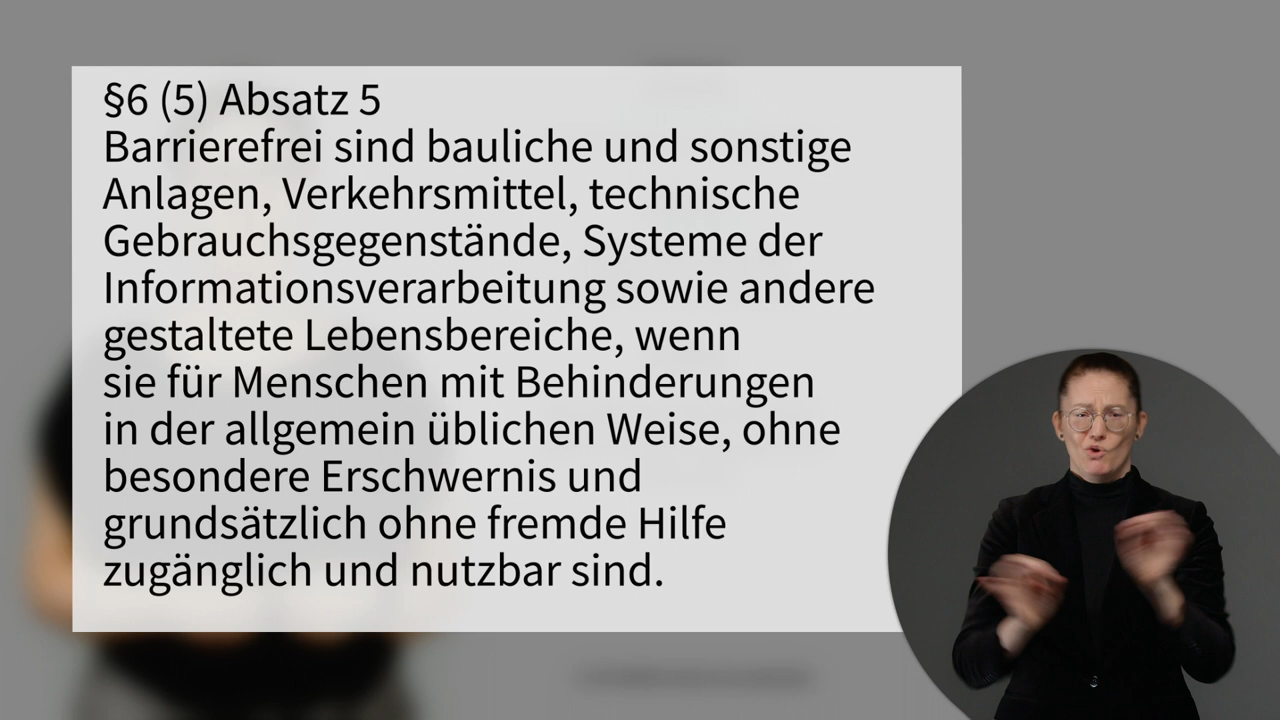 §6 (5) Absatz 5
Barrierefrei sind bauliche und sonstige
Anlagen, Verkehrsmittel, technische
Gebrauchsgegenstände, Systeme der
Informationsverarbeitung sowie andere
gestaltete Lebensbereiche, wenn
sie für Menschen mit Behinderungen
in der allgemein üblichen Weise, ohne
besondere Erschwernis und
grundsätzlich ohne fremde Hilfe
zugänglich und nutzbar sind.